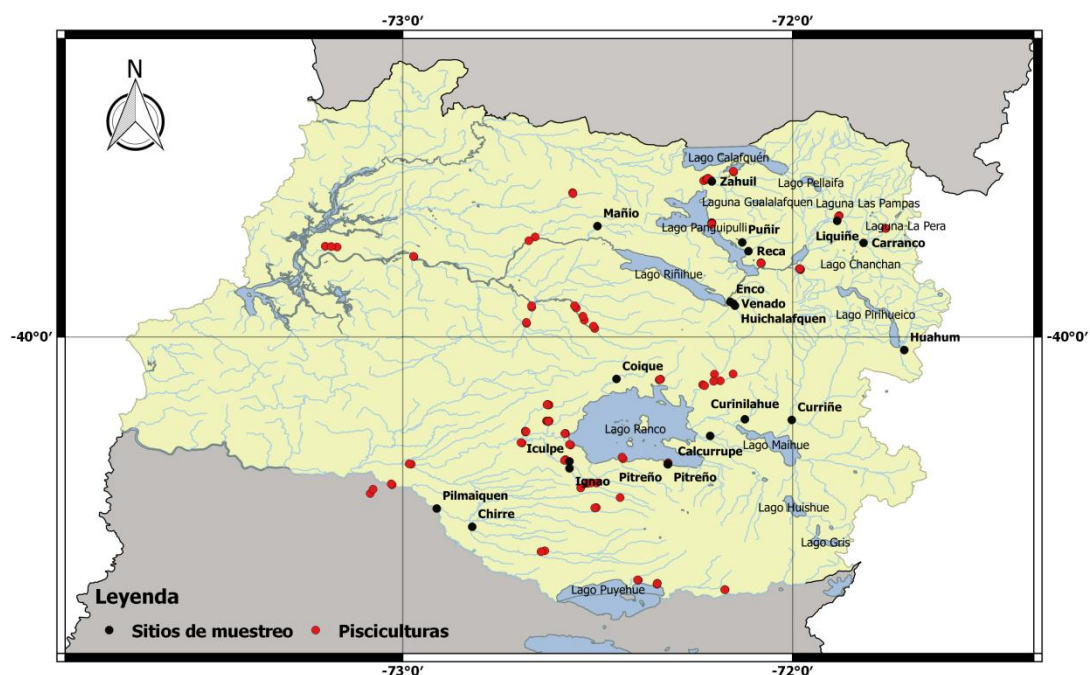 -73°0′
-72°0′
N
Lago Calafquén
Zahuil
Lago Pellaifa
Laguna Gualalafquen
Laguna Las Pampas
Mañio
Lago Panguipulli
Puñir
Liquiñe
Laguna La Pera
Carranco
Reca
Lago Riñihue
Lago Chanchan
Enco
Venado
Huichalafquen
Lago Pirihueico
-40°0′
Huahum
-40°0′
Coique
Curinilahue
Curriñe
Lago Ranco
Lago Maihue
Iculpe
Calcurrupe
Ignao
Pitreño
Pitreño
Pilmaiquen
Chirre
Lago Huishue
Lago Gris
Lago Puyehue
Leyenda
Sitios de muestreo
Pisciculturas
-73°0′
-72°0′